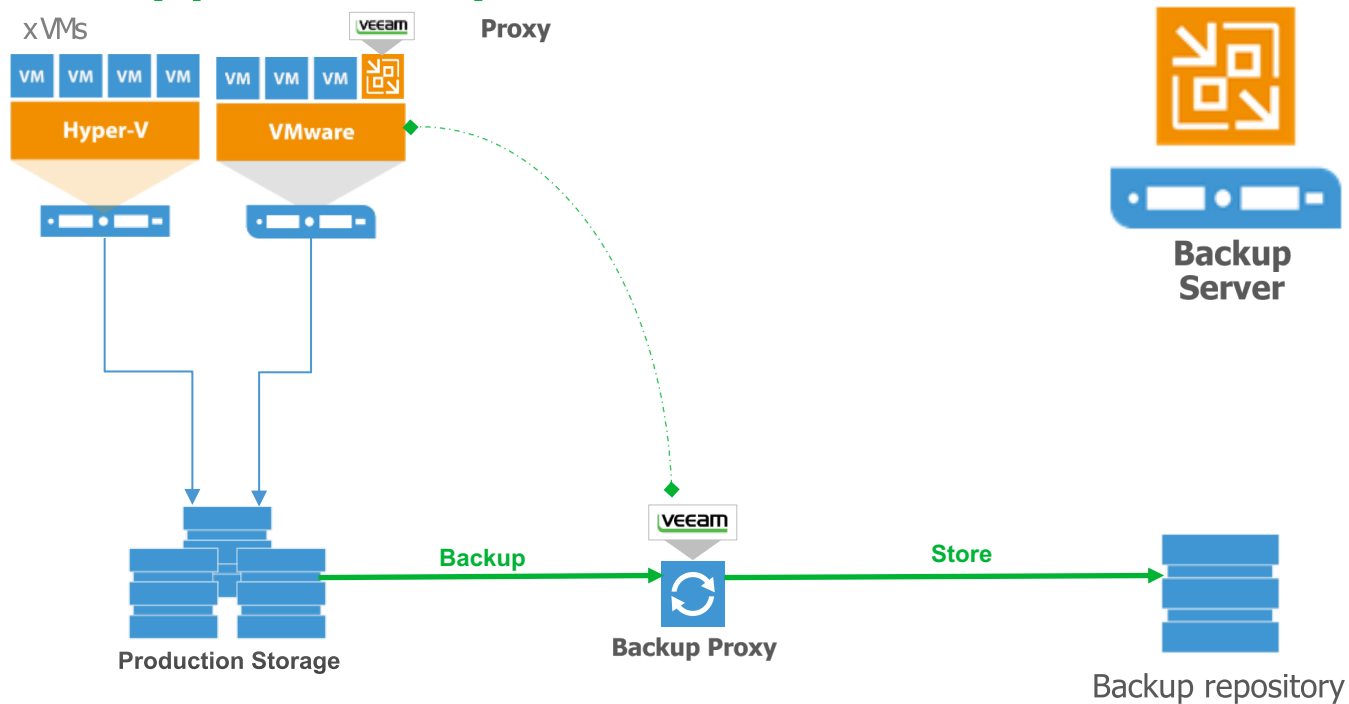 x VMs
veeam
Proxy
VM VM VM VM
VM VM VM
Hyper-V
VMware
Backup
Server
veeam
Backup
Store
Backup Proxy
Production Storage
Backup repository